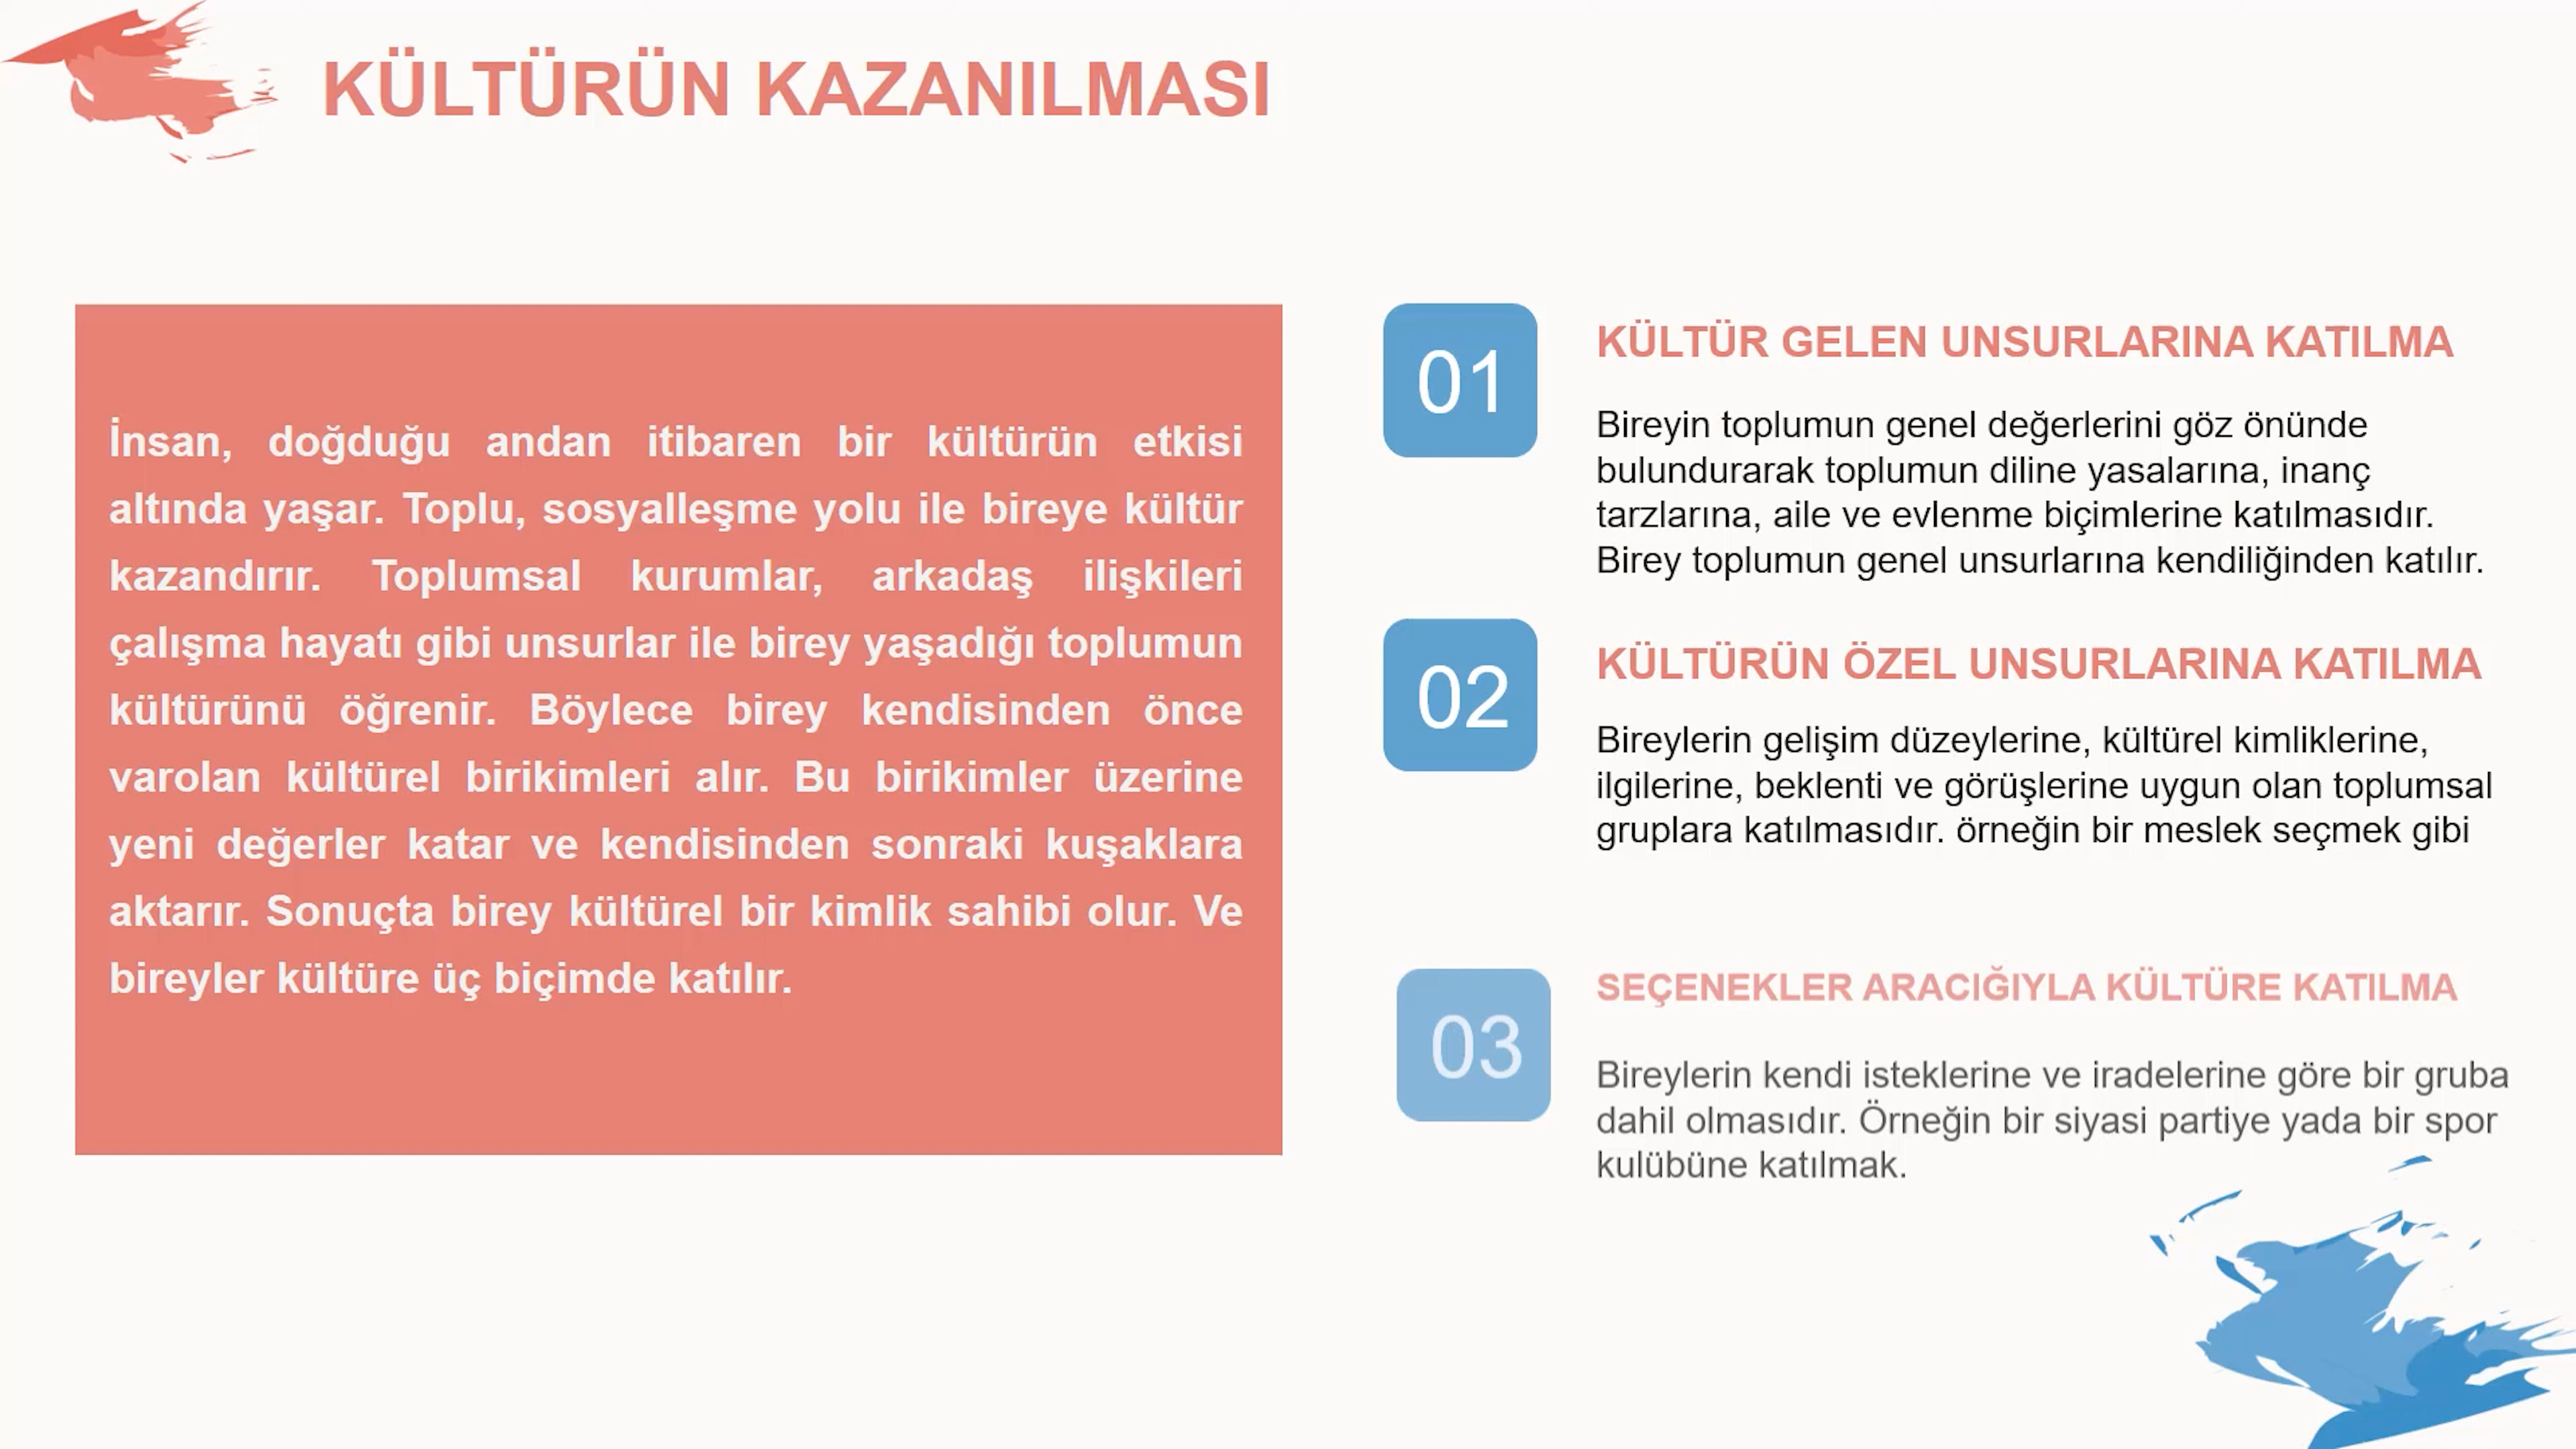 KÜLTÜRÜN KAZANILMASI
İnsan, doğduğu andan itibaren bir kültürün etkisi
altında yaşar. Toplu, sosyalleşme yolu ile bireye kültür
kazandırır. Toplumsal kurumlar, arkadaş ilişkileri
çalışma hayatı gibi unsurlar ile birey yaşadığı toplumun
kültürünü öğrenir. Böylece birey kendisinden önce
varolan kültürel birikimleri alır. Bu birikimler üzerine
yeni değerler katar ve kendisinden sonraki kuşaklara
aktarır. Sonuçta birey kültürel bir kimlik sahibi olur. Ve
bireyler kültüre üç biçimde katılır.
01
KÜLTÜR GELEN UNSURLARINA KATILMA
Bireyin toplumun genel değerlerini göz önünde
bulundurarak toplumun diline yasalarına, inanç
tarzlarına, aile ve evlenme biçimlerine katılmasıdır.
Birey toplumun genel unsurlarına kendiliğinden katılır.
02
KÜLTÜRÜN ÖZEL UNSURLARINA KATILMA
Bireylerin gelişim düzeylerine, kültürel kimliklerine,
ilgilerine, beklenti ve görüşlerine uygun olan toplumsal
gruplara katılmasıdır. örneğin bir meslek seçmek gibi
03
SEÇENEKLER ARACIĞIYLA KÜLTÜRE KATILMA
Bireylerin kendi isteklerine ve iradelerine göre bir gruba
dahil olmasıdır. Örneğin bir siyasi partiye yada bir spor
kulübüne katılmak.